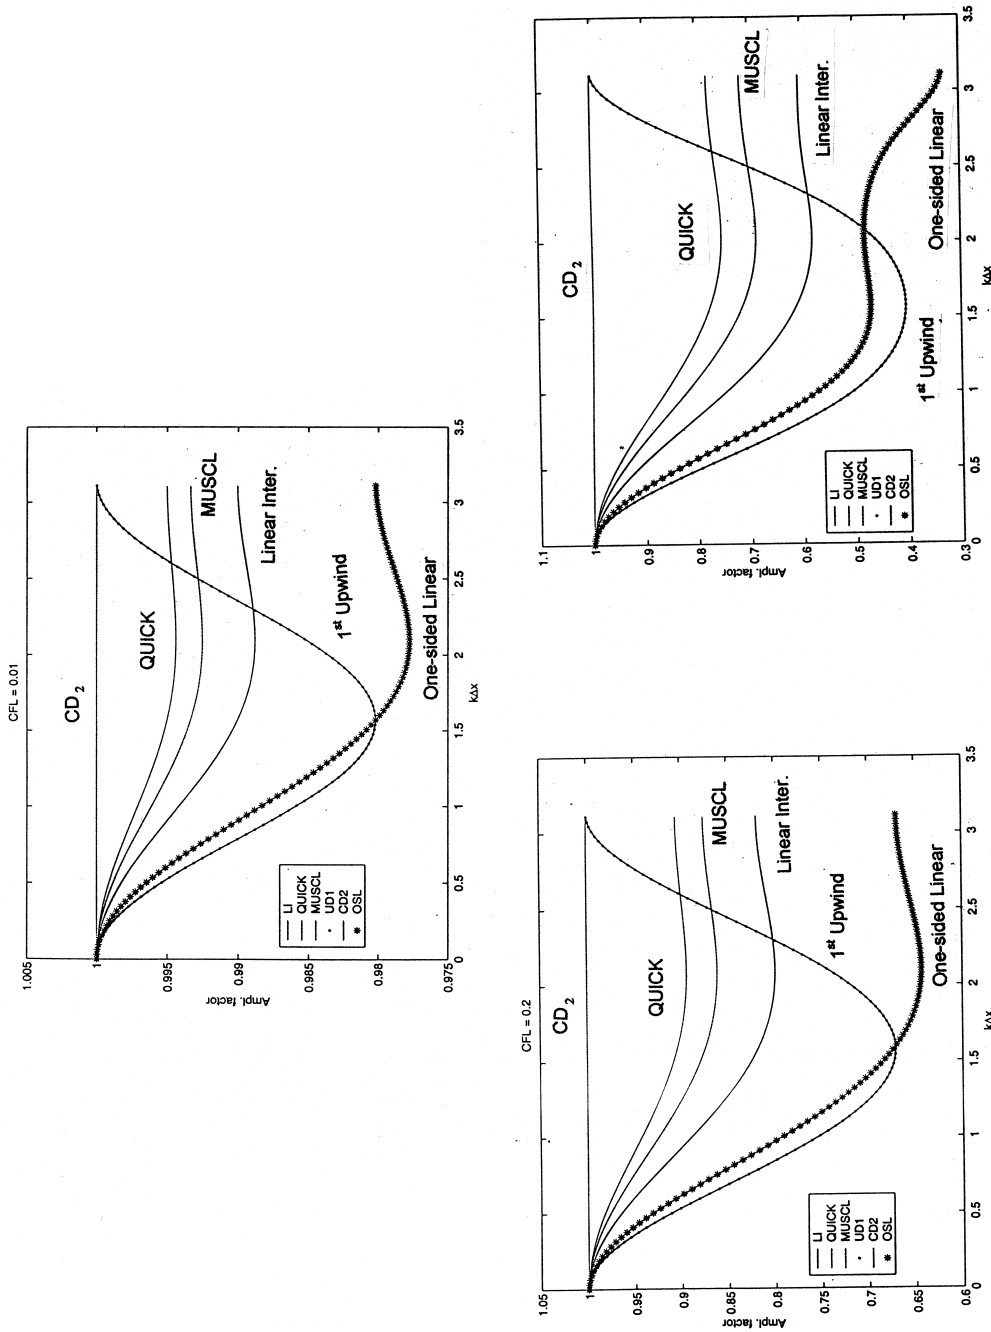 CFL = 0.01
1.005
1
0.995
0.99
0.985
0.98
0.975
Ampl. factor
0
0.5
1
1.5
2
2.5
3
3.5
kΔx
CD2
QUICK
MUSCL
Linear Inter.
1st Upwind
One-sided Linear
LI
QUICK
MUSCL
UD1
CD2
OSL
CFL = 0.2
1.05
1
0.95
0.9
0.85
0.8
0.75
0.7
0.65
0.6
Ampl. factor
0
0.5
1
1.5
2
2.5
3
3.5
kΔx
CD2
QUICK
MUSCL
Linear Inter.
1st Upwind
One-sided Linear
LI
QUICK
MUSCL
UD1
CD2
OSL
1.1
1
0.9
0.8
0.7
0.6
0.5
0.4
0.3
Ampl. factor
0
0.5
1
1.5
2
2.5
3
3.5
kΔx
CD2
QUICK
MUSCL
Linear Inter.
1st Upwind
One-sided Linear
LI
QUICK
MUSCL
UD1
CD2
OSL